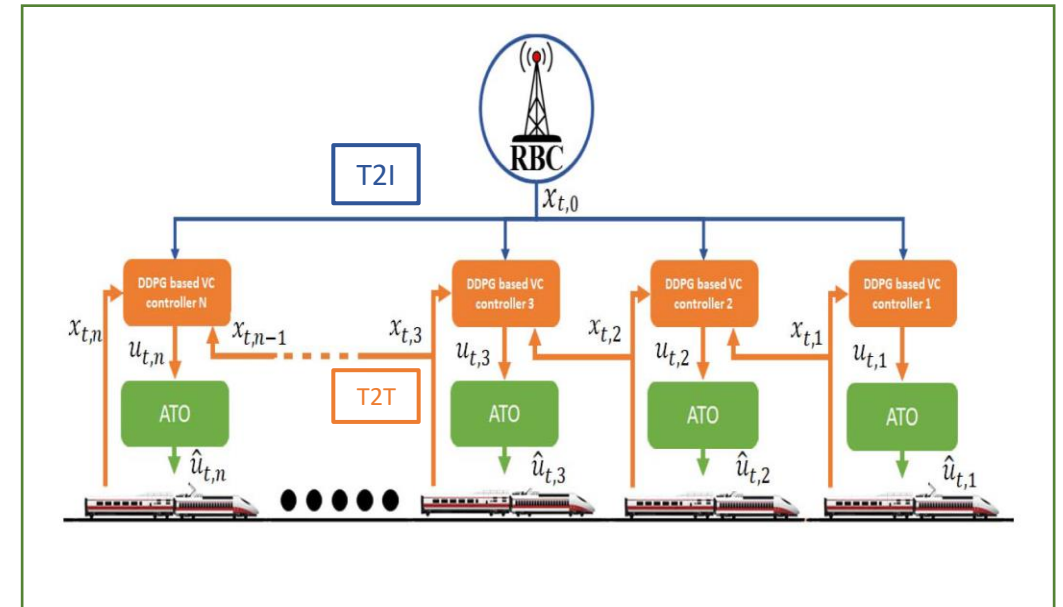 RBC
T2I
x_{t,0}
DDPG based VC
controller N
DDPG based VC
controller 3
DDPG based VC
controller 2
DDPG based VC
controller 1
x_{t,n}
x_{t,n−1}
x_{t,3}
x_{t,2}
x_{t,1}
u_{t,n}
u_{t,3}
u_{t,2}
u_{t,1}
T2T
ATO
ATO
ATO
ATO
û_{t,n}
û_{t,3}
û_{t,2}
û_{t,1}